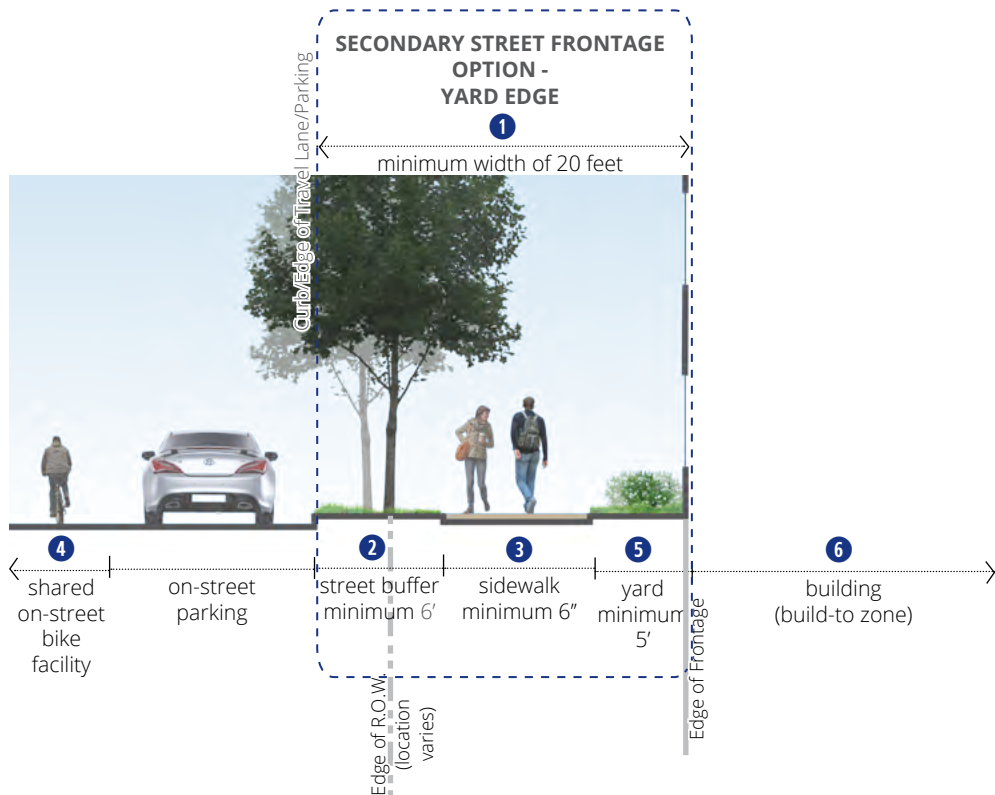 SECONDARY STREET FRONTAGE
OPTION -
YARD EDGE
1
minimum width of 20 feet
Curb/Edge of Travel Lane/Parking
4
shared
on-street
bike
facility
on-street
parking
2
street buffer
minimum 6'
3
sidewalk
minimum 6”
5
yard
minimum
5’
6
building
(build-to zone)
Edge of R.O.W.
(location
varies)
Edge of Frontage